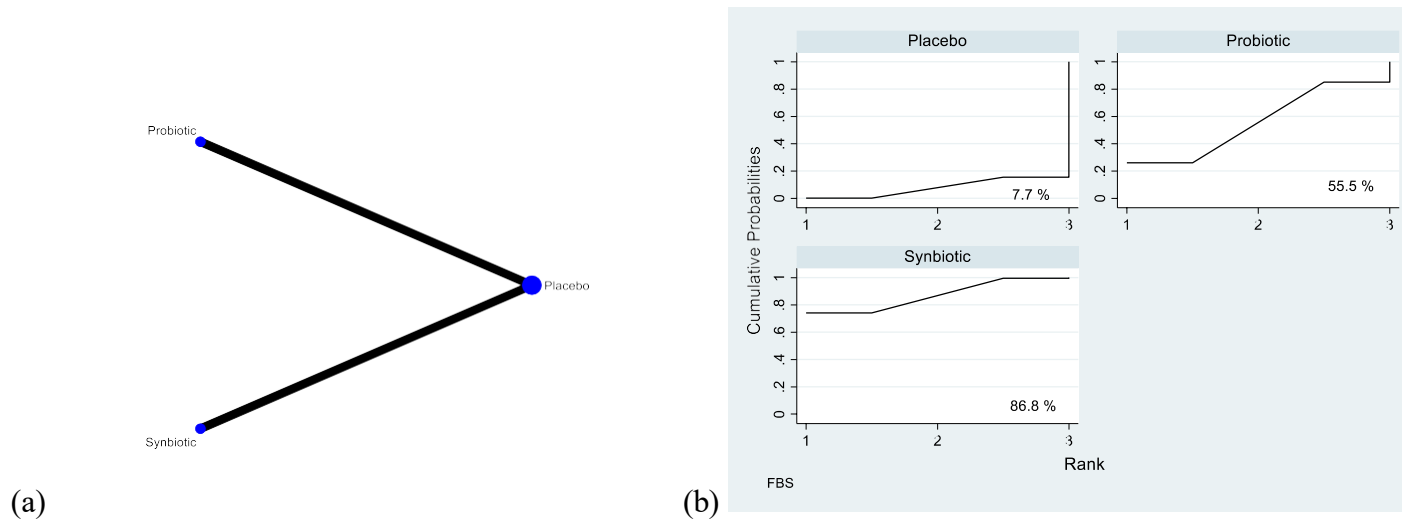 Probiotic
Placebo
Synbiotic
(a)
Placebo
1
.8
.6
.4
.2
0
7.7 %
1
2
3
Probiotic
1
.8
.6
.4
.2
0
55.5 %
1
2
3
Synbiotic
1
.8
.6
.4
.2
0
86.8 %
1
2
3
Cumulative Probabilities
Rank
FBS
(b)